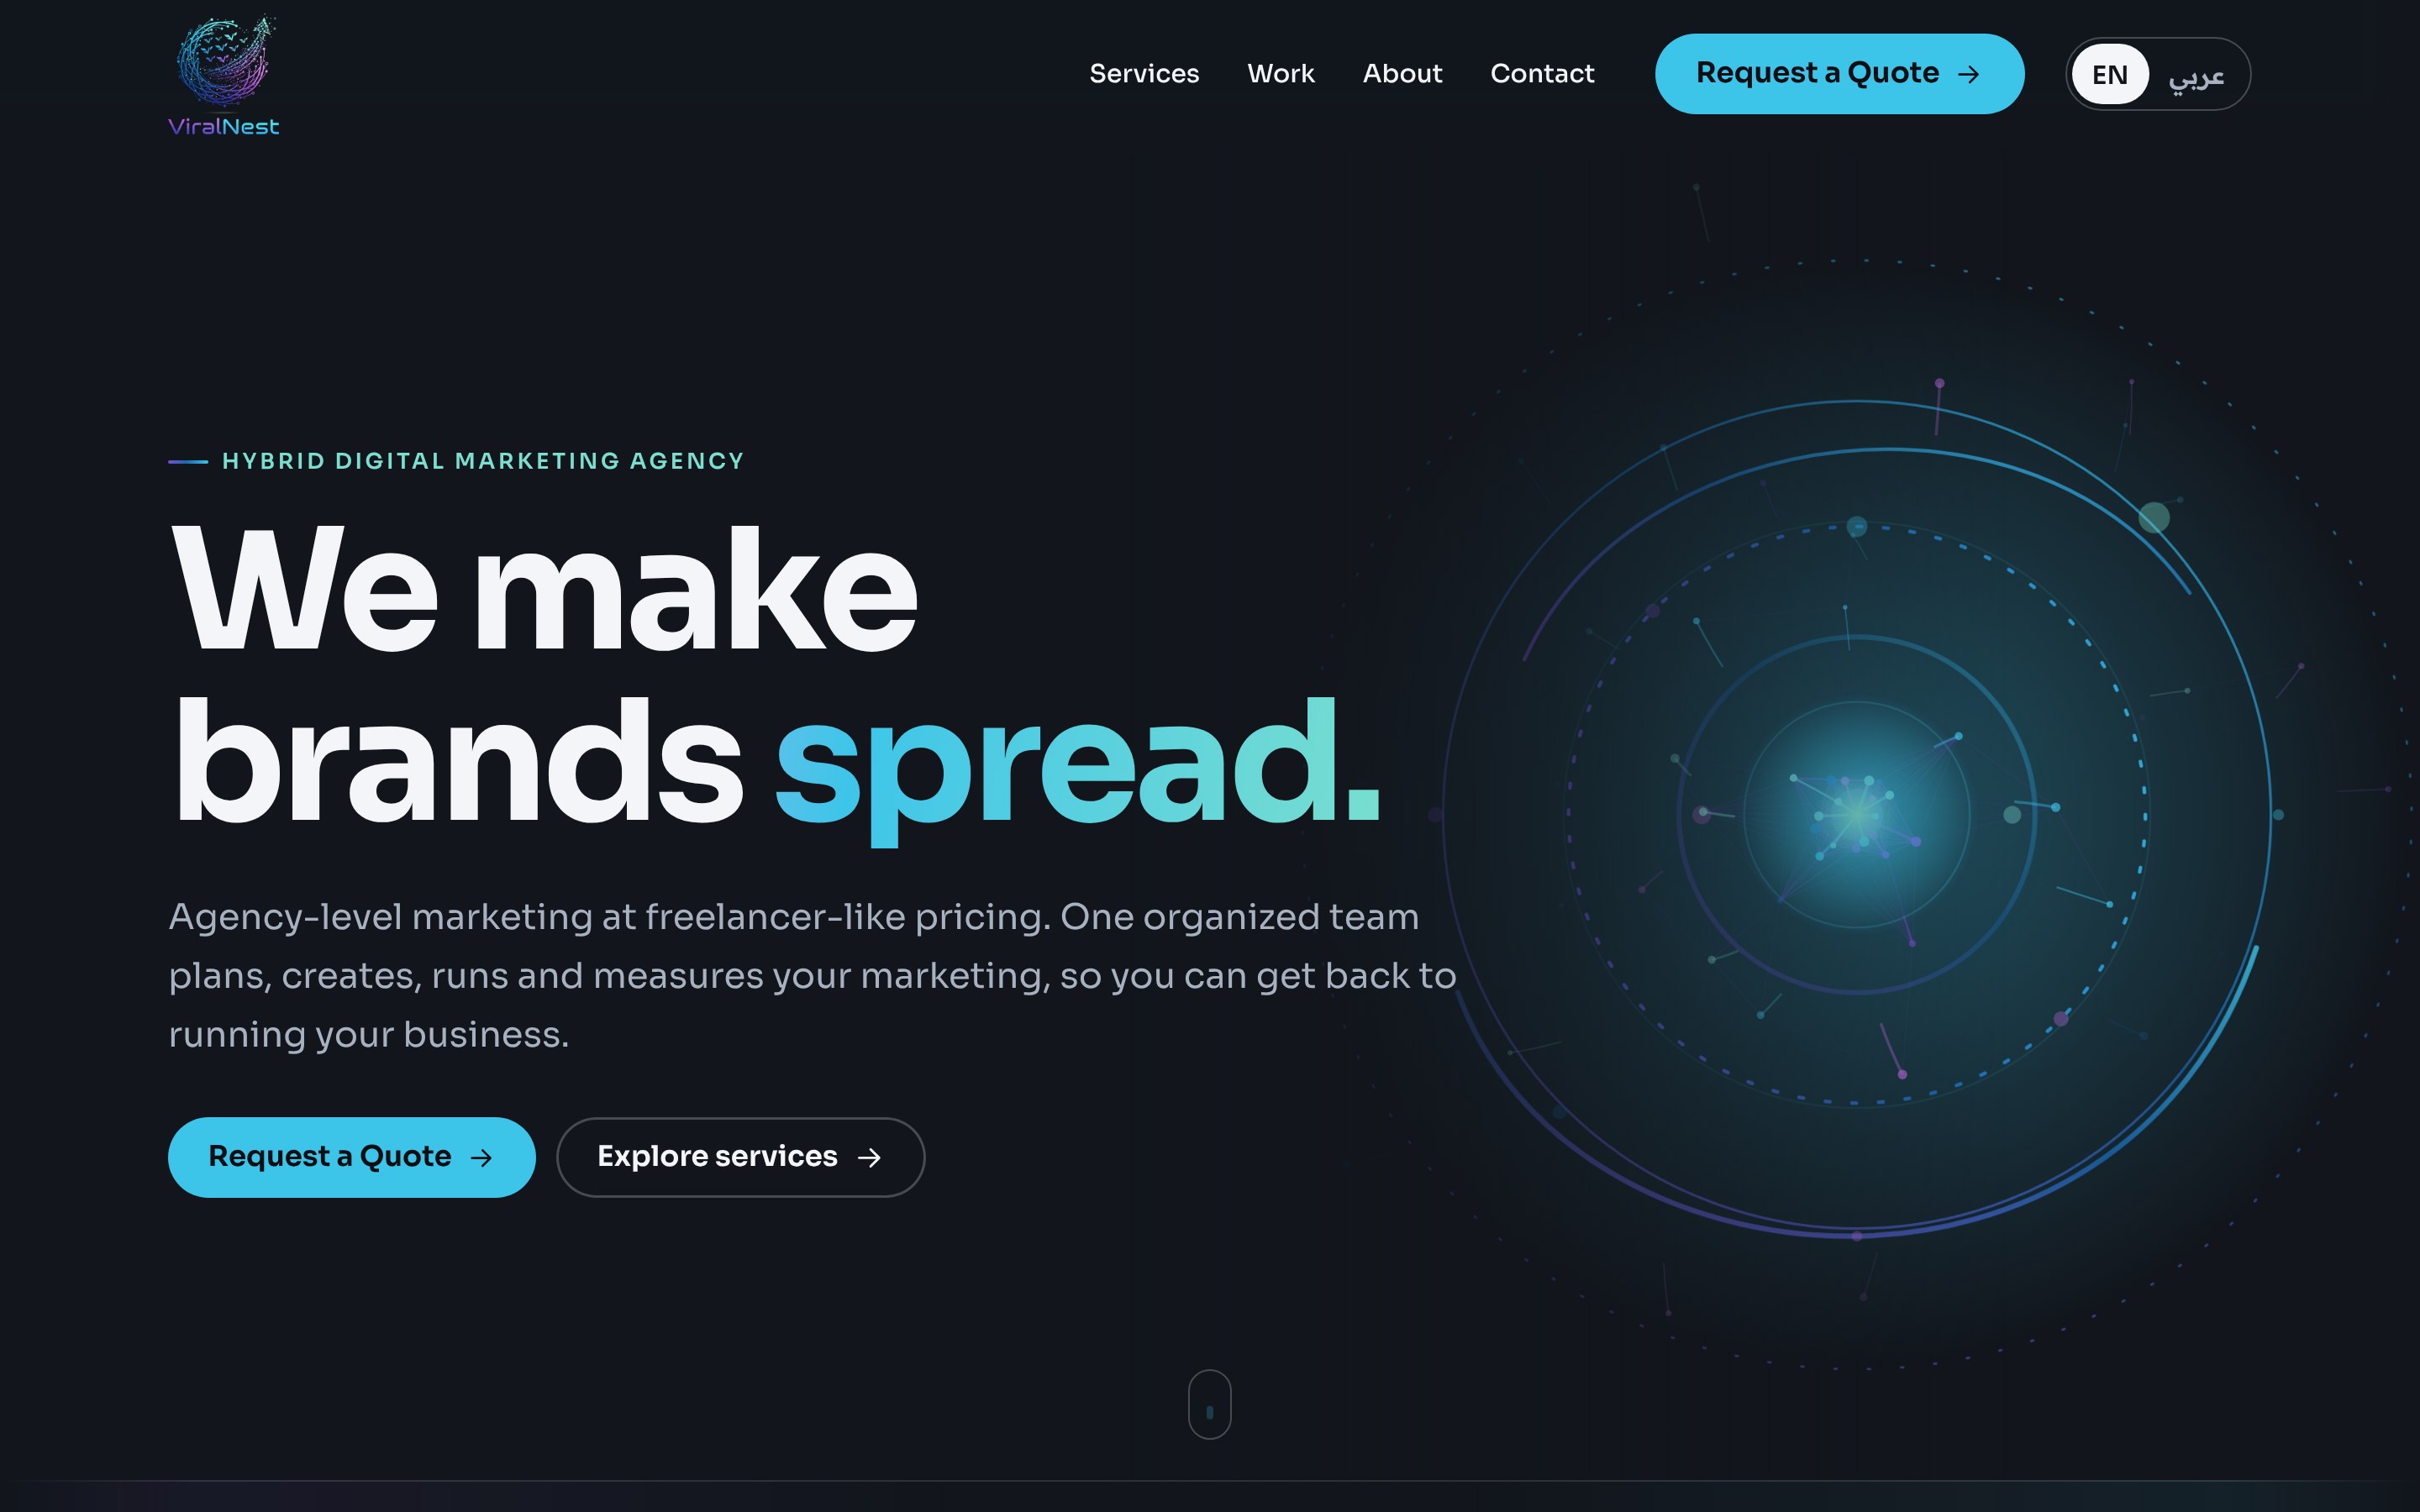 ViralNest
Services
Work
About
Contact
Request a Quote →
EN
عربي
HYBRID DIGITAL MARKETING AGENCY
We make
brands spread.
Agency-level marketing at freelancer-like pricing. One organized team
plans, creates, runs and measures your marketing, so you can get back to
running your business.
Request a Quote →
Explore services →